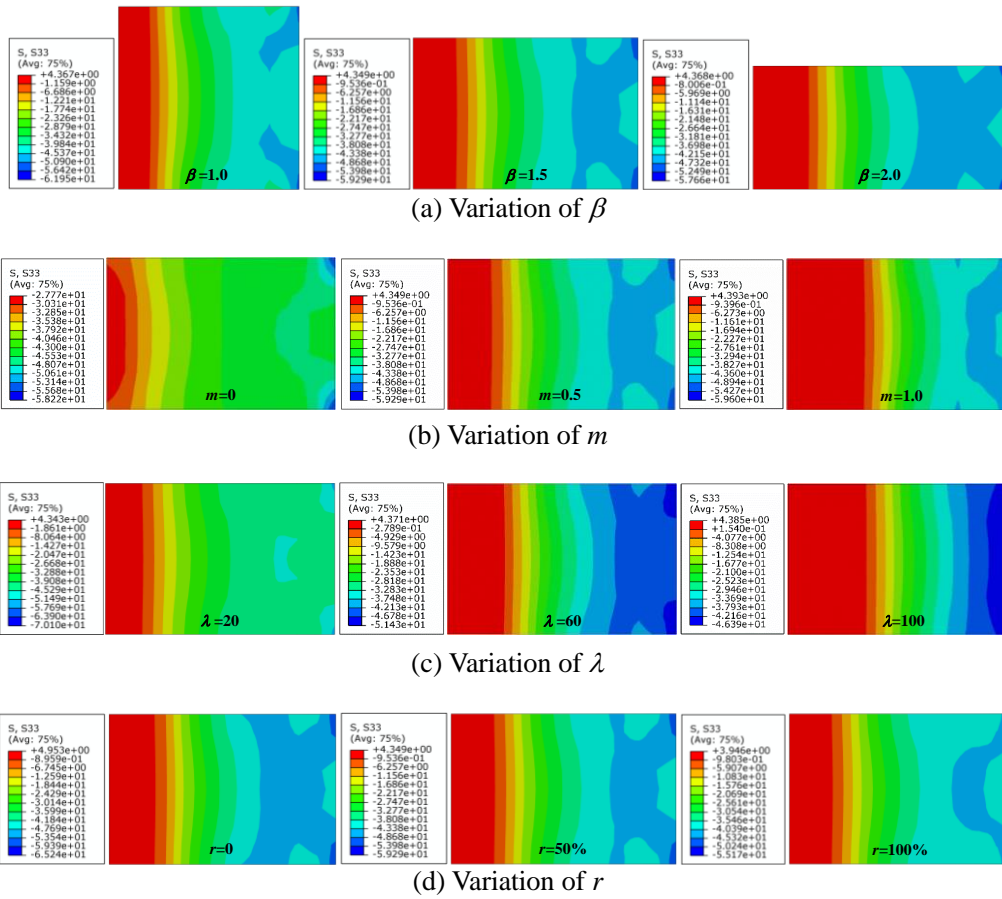 S, S33
(Avg: 75%)
+4.367e+00
-1.159e+00
-6.686e+00
-1.221e+01
-1.774e+01
-2.326e+01
-2.879e+01
-3.432e+01
-3.984e+01
-4.537e+01
-5.090e+01
-5.642e+01
-6.195e+01
β=1.0
S, S33
(Avg: 75%)
+4.349e+00
-9.536e-01
-6.257e+00
-1.156e+01
-1.686e+01
-2.217e+01
-2.747e+01
-3.277e+01
-3.808e+01
-4.338e+01
-4.868e+01
-5.398e+01
-5.929e+01
β=1.5
S, S33
(Avg: 75%)
+4.368e+00
-8.006e-01
-5.969e+00
-1.114e+01
-1.631e+01
-2.148e+01
-2.664e+01
-3.181e+01
-3.698e+01
-4.215e+01
-4.732e+01
-5.249e+01
-5.766e+01
β=2.0
(a) Variation of β
S, S33
(Avg: 75%)
-2.777e+01
-3.031e+01
-3.285e+01
-3.538e+01
-3.792e+01
-4.046e+01
-4.300e+01
-4.553e+01
-4.807e+01
-5.061e+01
-5.314e+01
-5.568e+01
-5.822e+01
m=0
S, S33
(Avg: 75%)
+4.349e+00
-9.536e-01
-6.257e+00
-1.156e+01
-1.686e+01
-2.217e+01
-2.747e+01
-3.277e+01
-3.808e+01
-4.338e+01
-4.868e+01
-5.398e+01
-5.929e+01
m=0.5
S, S33
(Avg: 75%)
+4.393e+00
-9.396e-01
-6.273e+00
-1.161e+01
-1.694e+01
-2.227e+01
-2.761e+01
-3.294e+01
-3.827e+01
-4.360e+01
-4.894e+01
-5.427e+01
-5.960e+01
m=1.0
(b) Variation of m
S, S33
(Avg: 75%)
+4.343e+00
-1.861e+00
-8.064e+00
-1.427e+01
-2.047e+01
-2.668e+01
-3.288e+01
-3.908e+01
-4.529e+01
-5.149e+01
-5.769e+01
-6.390e+01
-7.010e+01
λ=20
S, S33
(Avg: 75%)
+4.371e+00
-2.789e-01
-4.929e+00
-9.579e+00
-1.423e+01
-1.888e+01
-2.353e+01
-2.818e+01
-3.283e+01
-3.748e+01
-4.213e+01
-4.678e+01
-5.143e+01
λ=60
S, S33
(Avg: 75%)
+4.385e+00
+1.540e-01
-4.077e+00
-8.308e+00
-1.254e+01
-1.677e+01
-2.100e+01
-2.523e+01
-2.946e+01
-3.369e+01
-3.793e+01
-4.216e+01
-4.639e+01
λ=100
(c) Variation of λ
S, S33
(Avg: 75%)
+4.953e+00
-8.959e-01
-6.745e+00
-1.259e+01
-1.844e+01
-2.429e+01
-3.014e+01
-3.599e+01
-4.184e+01
-4.769e+01
-5.354e+01
-5.939e+01
-6.524e+01
r=0
S, S33
(Avg: 75%)
+4.349e+00
-9.536e-01
-6.257e+00
-1.156e+01
-1.686e+01
-2.217e+01
-2.747e+01
-3.277e+01
-3.808e+01
-4.338e+01
-4.868e+01
-5.398e+01
-5.929e+01
r=50%
S, S33
(Avg: 75%)
+3.946e+00
-9.803e-01
-5.907e+00
-1.083e+01
-1.576e+01
-2.069e+01
-2.561e+01
-3.054e+01
-3.546e+01
-4.039e+01
-4.532e+01
-5.024e+01
-5.517e+01
r=100%
(d) Variation of r